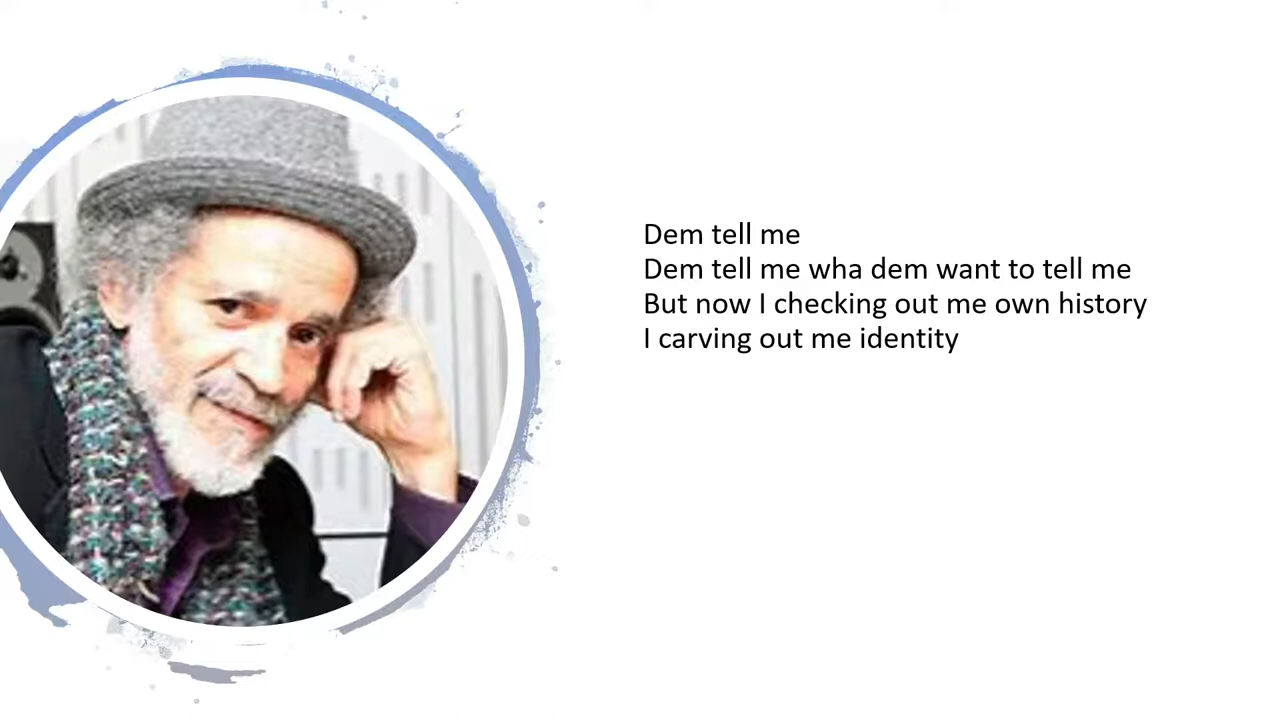 Dem tell me
Dem tell me wha dem want to tell me
But now I checking out me own history
I carving out me identity